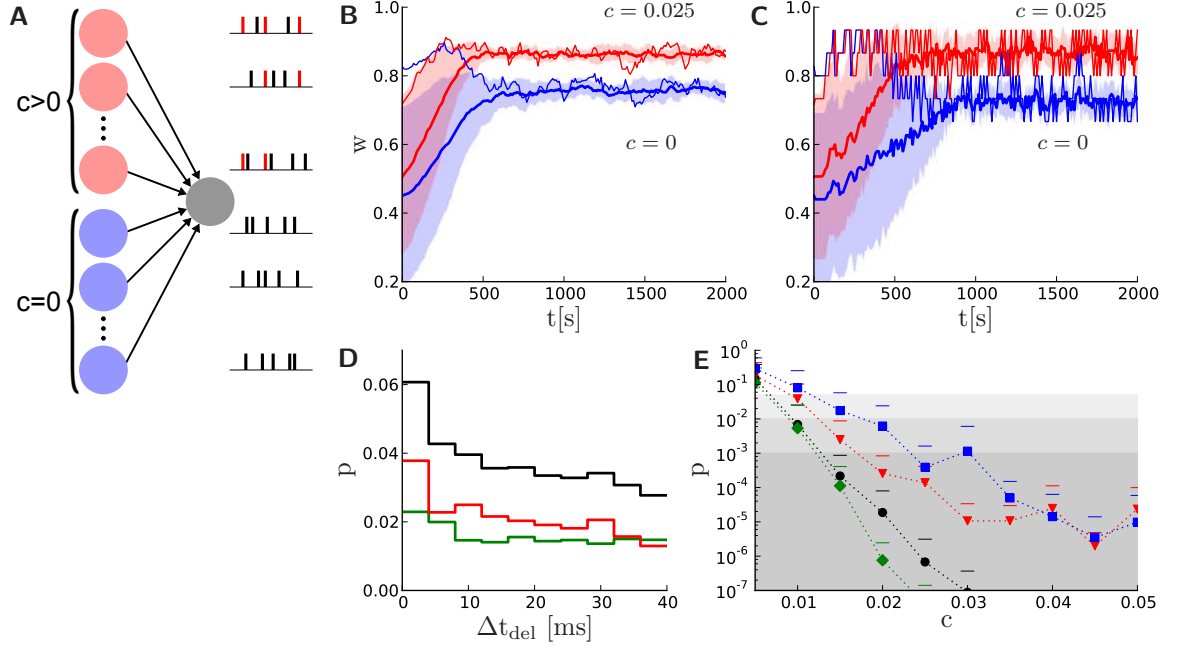 A
c>0
c=0
B
c = 0.025
1.0
0.8
w
0.6
c = 0
0.4
0.2
0
500
1000
1500
2000
t[s]
C
c = 0.025
1.0
0.8
0.6
c = 0
0.4
0.2
0
500
1000
1500
2000
t[s]
D
0.06
0.04
p
0.02
0.00
0
10
20
30
40
Δt_del [ms]
E
10^0
10^-1
10^-2
10^-3
p
10^-4
10^-5
10^-6
10^-7
0.01
0.02
0.03
0.04
0.05
c